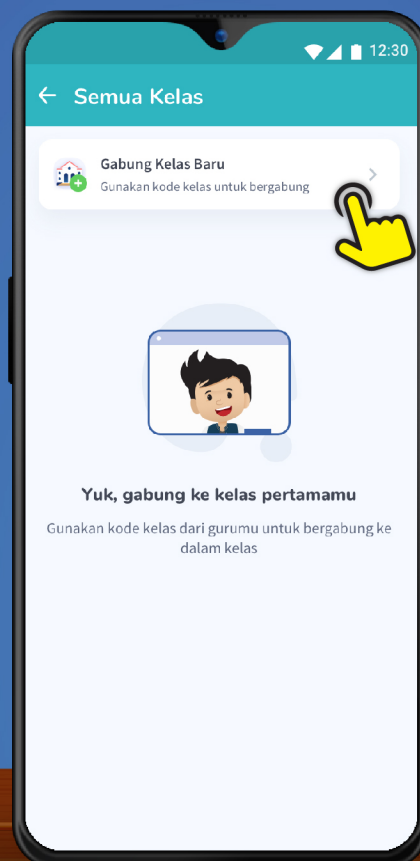 12:30
Semua Kelas
Gabung Kelas Baru
Gunakan kode kelas untuk bergabung
Yuk, gabung ke kelas pertamamu
Gunakan kode kelas dari gurumu untuk bergabung ke
dalam kelas